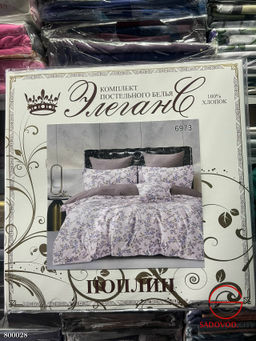 КОМПЛЕКТ
ПОСТЕЛЬНОГО БЕЛЬЯ
ЭлеганС
100%
ХЛОПОК
6973
ПОПЛИН
SADOVOD
800028